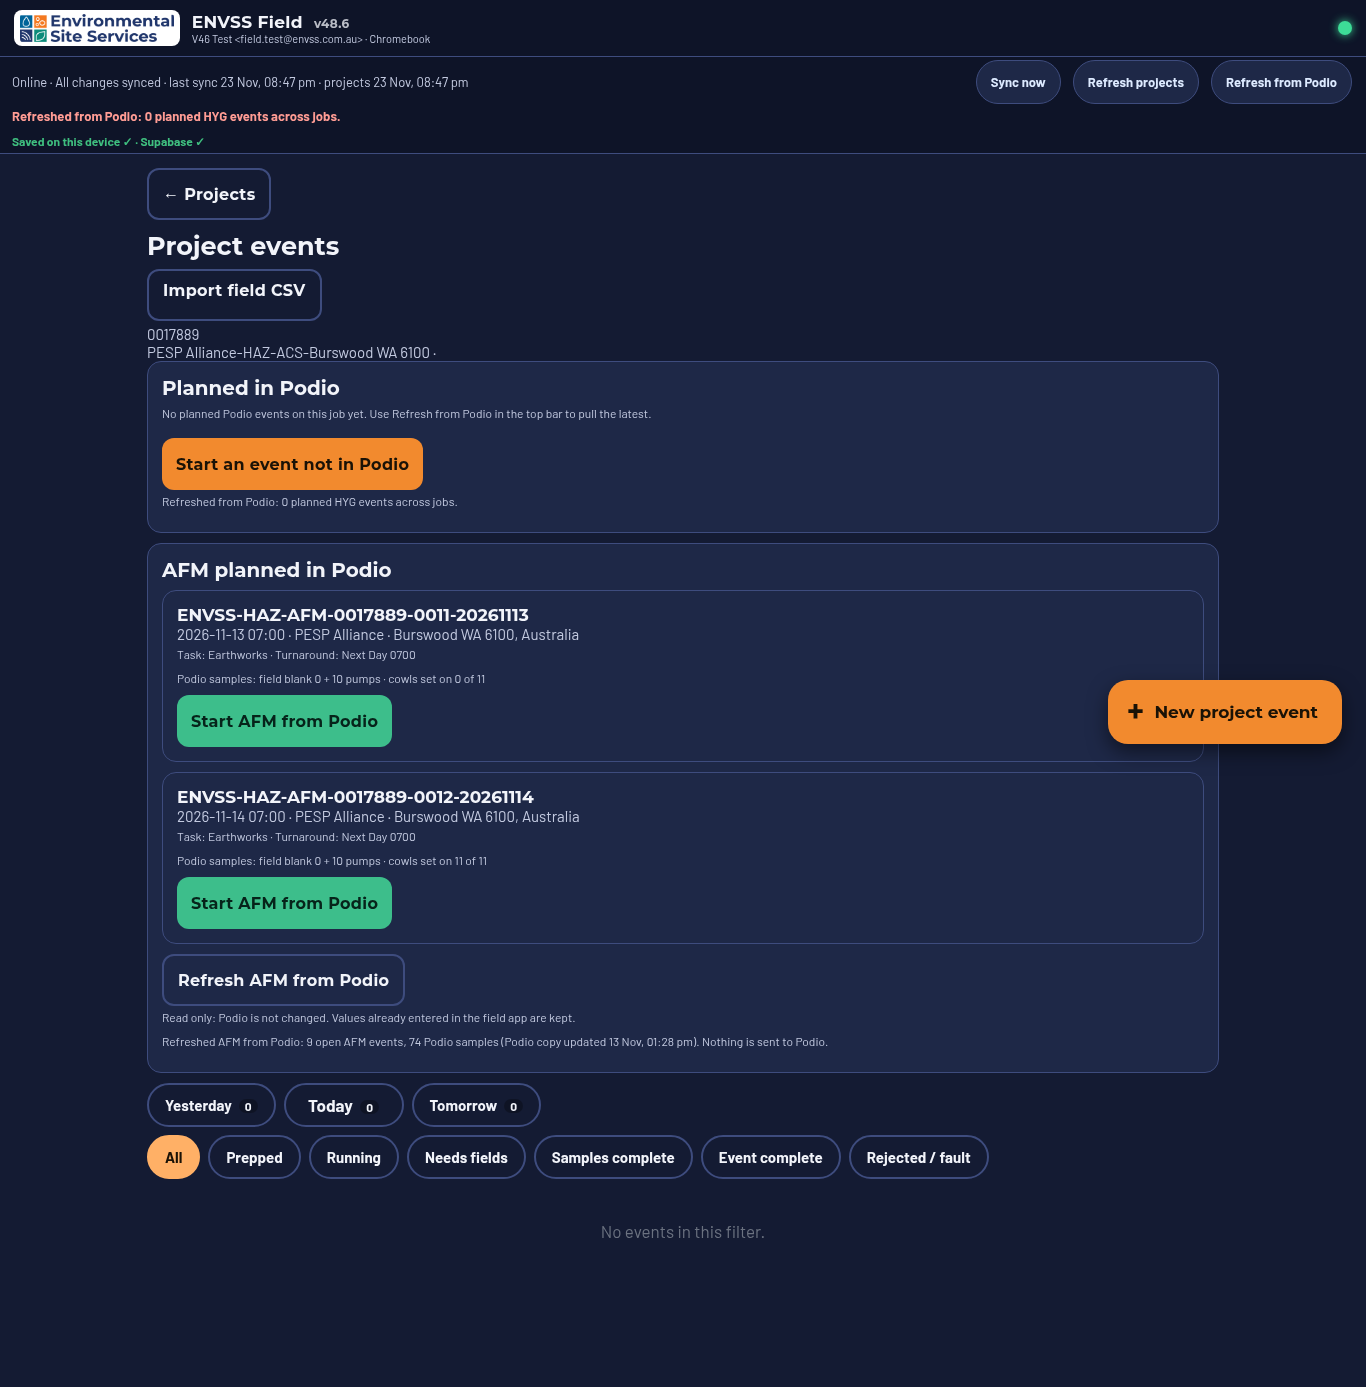 Environmental
Site Services
ENVSS Field v48.6
V46 Test <field.test@envss.com.au> · Chromebook
Online · All changes synced · last sync 23 Nov, 08:47 pm · projects 23 Nov, 08:47 pm
Sync now
Refresh projects
Refresh from Podio
Refreshed from Podio: 0 planned HYG events across jobs.
Saved on this device ✓ · Supabase ✓
← Projects
Project events
Import field CSV
0017889
PESP Alliance-HAZ-ACS-Burswood WA 6100 ·
Planned in Podio
No planned Podio events on this job yet. Use Refresh from Podio in the top bar to pull the latest.
Start an event not in Podio
Refreshed from Podio: 0 planned HYG events across jobs.
AFM planned in Podio
ENVSS-HAZ-AFM-0017889-0011-20261113
2026-11-13 07:00 · PESP Alliance · Burswood WA 6100, Australia
Task: Earthworks · Turnaround: Next Day 0700
Podio samples: field blank 0 + 10 pumps · cowls set on 0 of 11
Start AFM from Podio
+ New project event
ENVSS-HAZ-AFM-0017889-0012-20261114
2026-11-14 07:00 · PESP Alliance · Burswood WA 6100, Australia
Task: Earthworks · Turnaround: Next Day 0700
Podio samples: field blank 0 + 10 pumps · cowls set on 11 of 11
Start AFM from Podio
Refresh AFM from Podio
Read only: Podio is not changed. Values already entered in the field app are kept.
Refreshed AFM from Podio: 9 open AFM events, 74 Podio samples (Podio copy updated 13 Nov, 01:28 pm). Nothing is sent to Podio.
Yesterday 0
Today 0
Tomorrow 0
All
Prepped
Running
Needs fields
Samples complete
Event complete
Rejected / fault
No events in this filter.